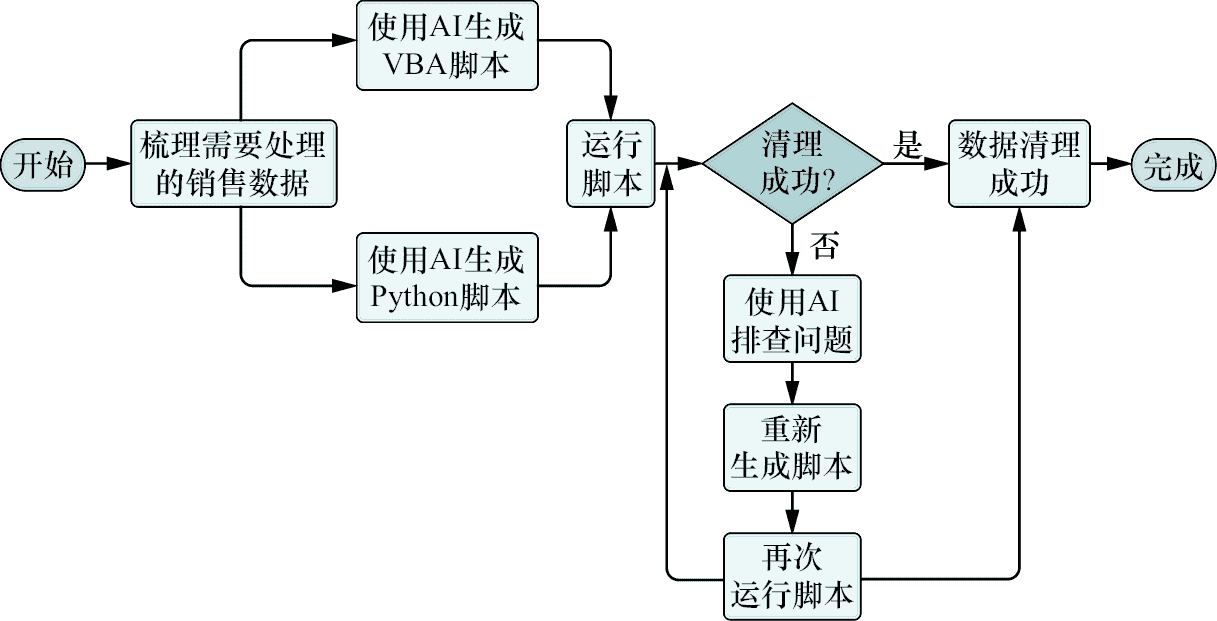 开始
梳理需要处理
的销售数据
使用AI生成
VBA脚本
使用AI生成
Python脚本
运行
脚本
清理
成功?
是
数据清理
成功
完成
否
使用AI
排查问题
重新
生成脚本
再次
运行脚本